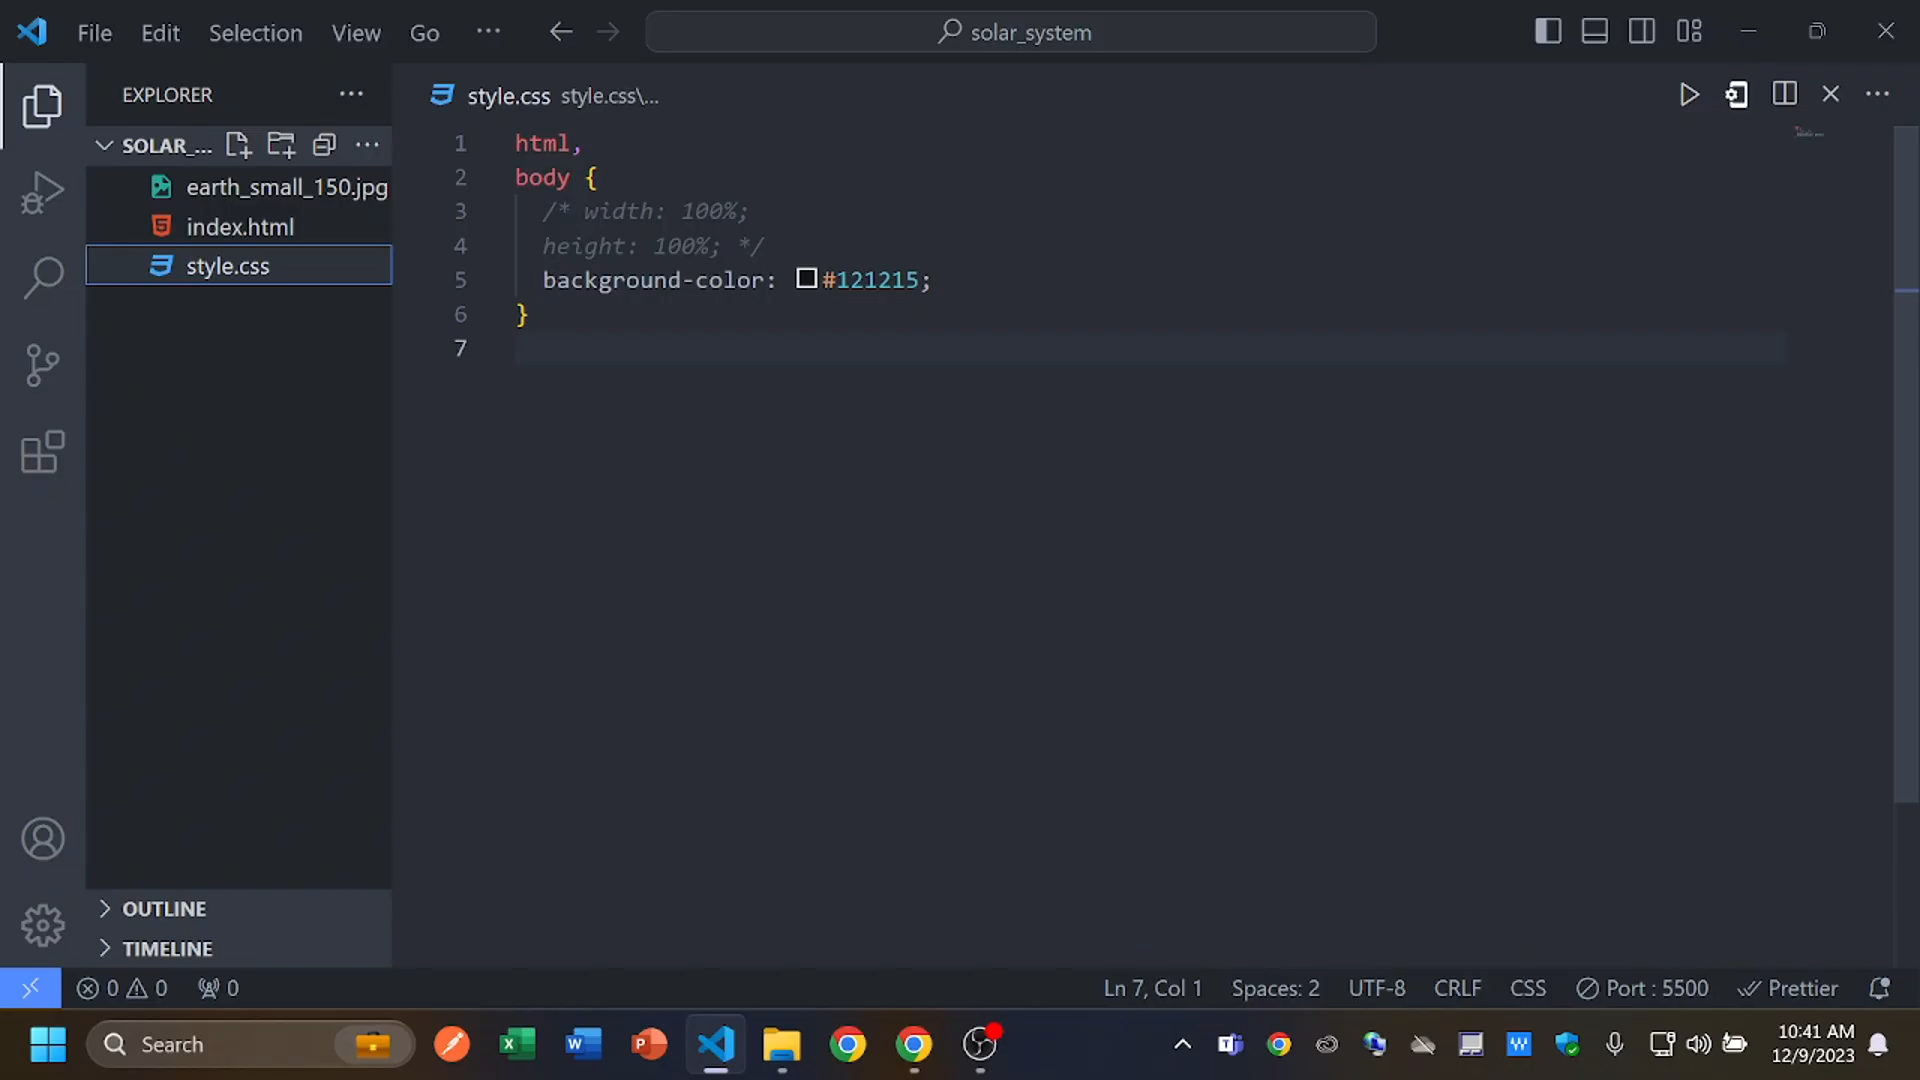 File Edit Selection View Go ··· solar_system
EXPLORER ···
SOLAR_... ···
earth_small_150.jpg
index.html
style.css
OUTLINE
TIMELINE
style.css style.css\...
1 html,
2 body {
3 /* width: 100%;
4 height: 100%; */
5 background-color: #121215;
6 }
7
0 0 0 Ln 7, Col 1 Spaces: 2 UTF-8 CRLF CSS Port : 5500 Prettier
Search
10:41 AM
12/9/2023